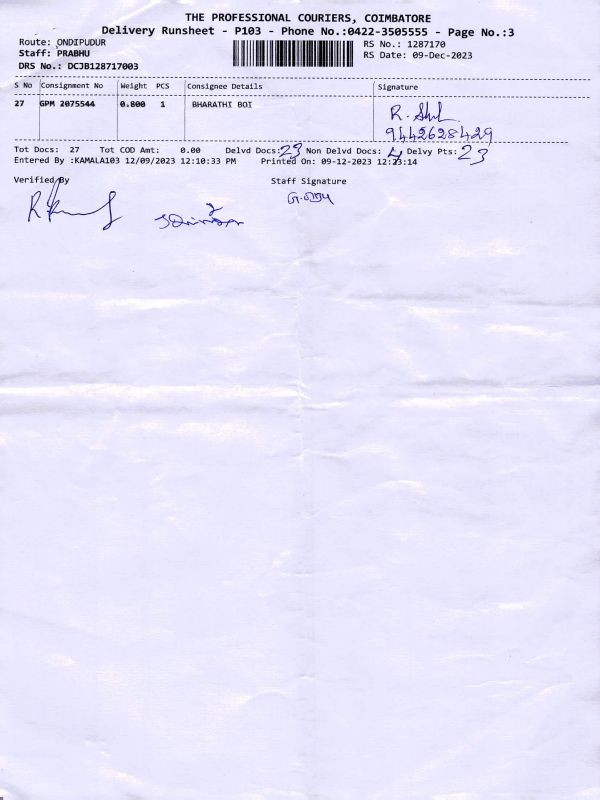 THE PROFESSIONAL COURIERS, COIMBATORE
Delivery Runsheet - P103 - Phone No.:0422-3505555 - Page No.:3
Route: ONDIPUDUR
RS No.: 1287170
Staff: PRABHU
RS Date: 09-Dec-2023
DRS No.: DCJB128717003
S No Consignment No Weight PCS Consignee Details Signature
27 GPM 2075544 0.800 1 BHARATHI BOI
9442628429
Tot Docs: 27 Tot COD Amt: 0.00 Delvd Docs: 23 Non Delvd Docs: 4 Delvy Pts: 23
Entered By :KAMALA103 12/09/2023 12:10:33 PM Printed On: 09-12-2023 12:23:14
Verified By Staff Signature